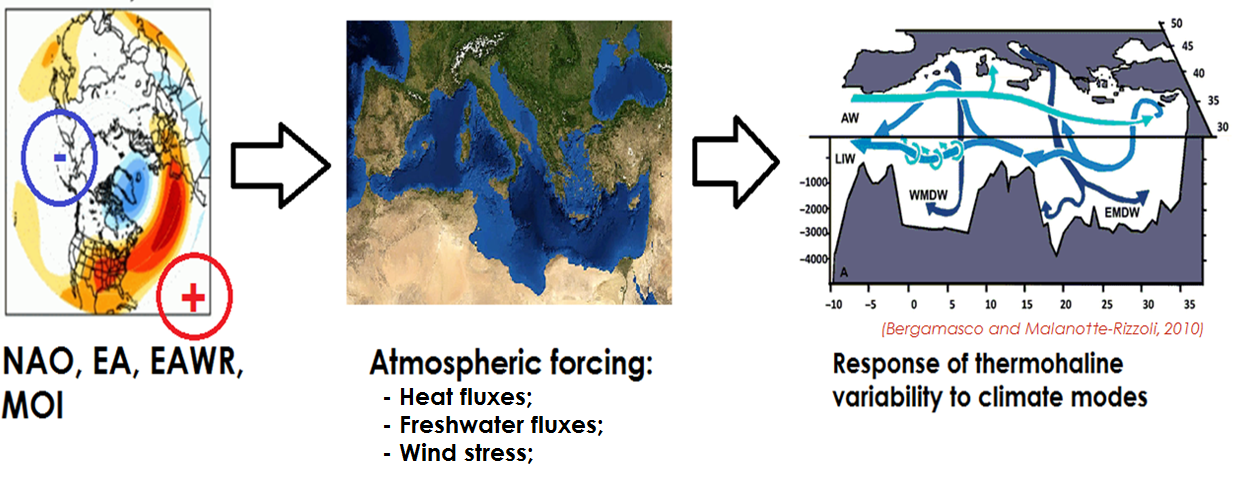 -
+
NAO, EA, EAWR,
MOI
Atmospheric forcing:
- Heat fluxes;
- Freshwater fluxes;
- Wind stress;
50
45
40
35
30
AW
LIW
-1000
-2000
-3000
-4000
WMDW
EMDW
A
-10 -5 0 5 10 15 20 25 30 35
(Bergamasco and Malanotte-Rizzoli, 2010)
Response of thermohaline
variability to climate modes